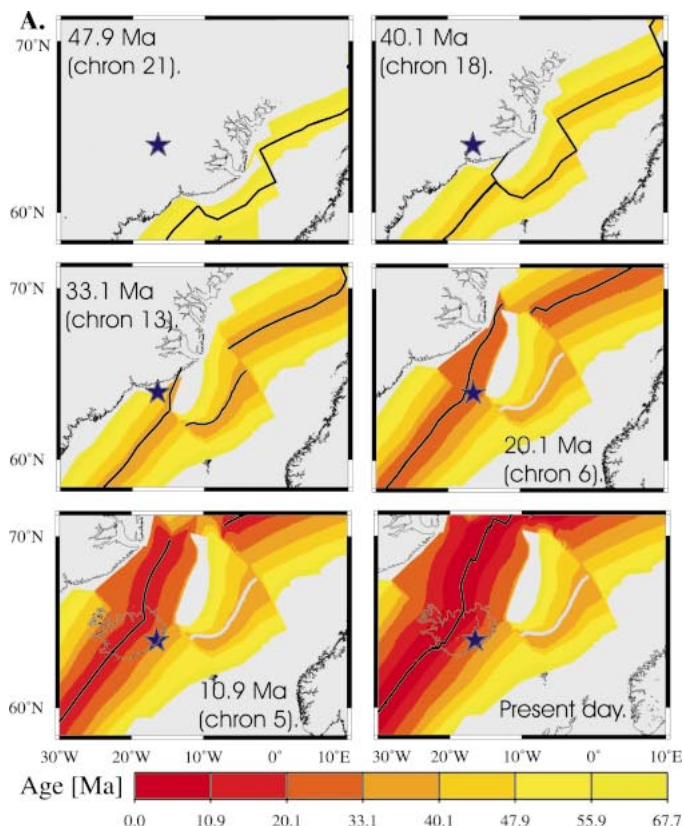 A.
70°N
47.9 Ma
(chron 21).
40.1 Ma
(chron 18).
60°N
70°N
33.1 Ma
(chron 13).
60°N
20.1 Ma
(chron 6).
70°N
60°N
10.9 Ma
(chron 5).
Present day.
30°W 20°W 10°W 0° 10°E
30°W 20°W 10°W 0° 10°E
Age [Ma]
0.0 10.9 20.1 33.1 40.1 47.9 55.9 67.7